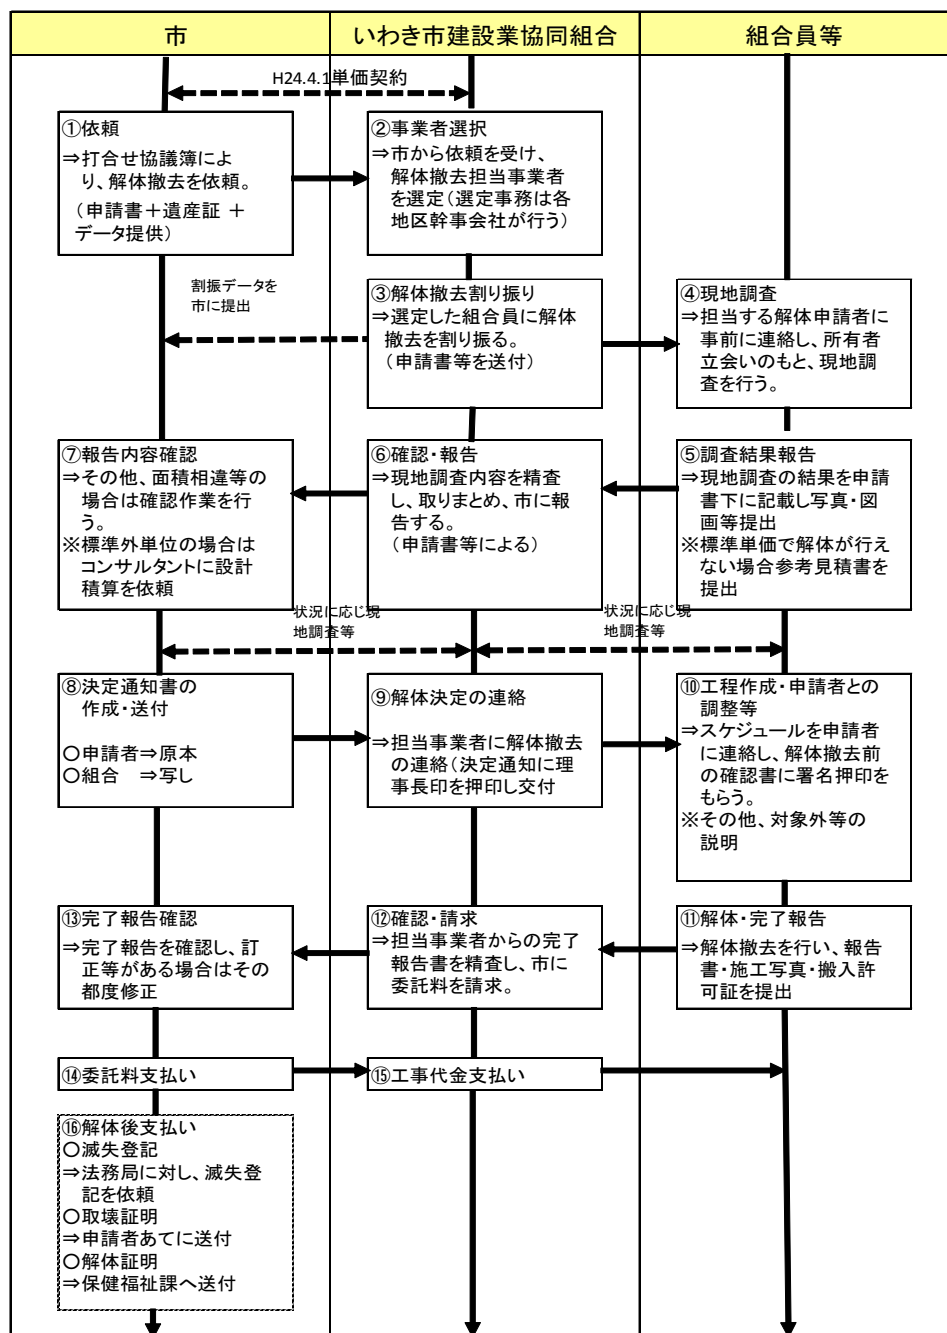 市
いわき市建設業協同組合
組合員等
H24.4.1単価契約
①依頼
⇒打合せ協議簿によ
り、解体撤去を依頼。
（申請書＋遺産証 ＋
データ提供）
②事業者選択
⇒市から依頼を受け、
解体撤去担当事業者
を選定（選定事務は各
地区幹事会社が行う）
割振データを
市に提出
③解体撤去割り振り
⇒選定した組合員に解体
撤去を割り振る。
（申請書等を送付）
④現地調査
⇒担当する解体申請者に
事前に連絡し、所有者
立会いのもと、現地調
査を行う。
⑦報告内容確認
⇒その他、面積相違等の
場合は確認作業を行
う。
※標準外単位の場合は
コンサルタントに設計
積算を依頼
⑥確認・報告
⇒現地調査内容を精査
し、取りまとめ、市に報
告する。
（申請書等による）
⑤調査結果報告
⇒現地調査の結果を申請
書下に記載し写真・図
画等提出
※標準単価で解体が行え
ない場合参考見積書を
提出
状況に応じ現
地調査等
状況に応じ現
地調査等
⑧決定通知書の
作成・送付
○申請者⇒原本
○組合　⇒写し
⑨解体決定の連絡
⇒担当事業者に解体撤去
の連絡（決定通知に理
事長印を押印し交付
⑩工程作成・申請者との
調整等
⇒スケジュールを申請者
に連絡し、解体撤去前
の確認書に署名押印を
もらう。
※その他、対象外等の
説明
⑬完了報告確認
⇒完了報告を確認し、訂
正等がある場合はその
都度修正
⑫確認・請求
⇒担当事業者からの完了
報告書を精査し、市に
委託料を請求。
⑪解体・完了報告
⇒解体撤去を行い、報告
書・施工写真・搬入許
可証を提出
⑭委託料支払い
⑮工事代金支払い
⑯解体後支払い
○滅失登記
⇒法務局に対し、滅失登
記を依頼
○取壊証明
⇒申請者あてに送付
○解体証明
⇒保健福祉課へ送付